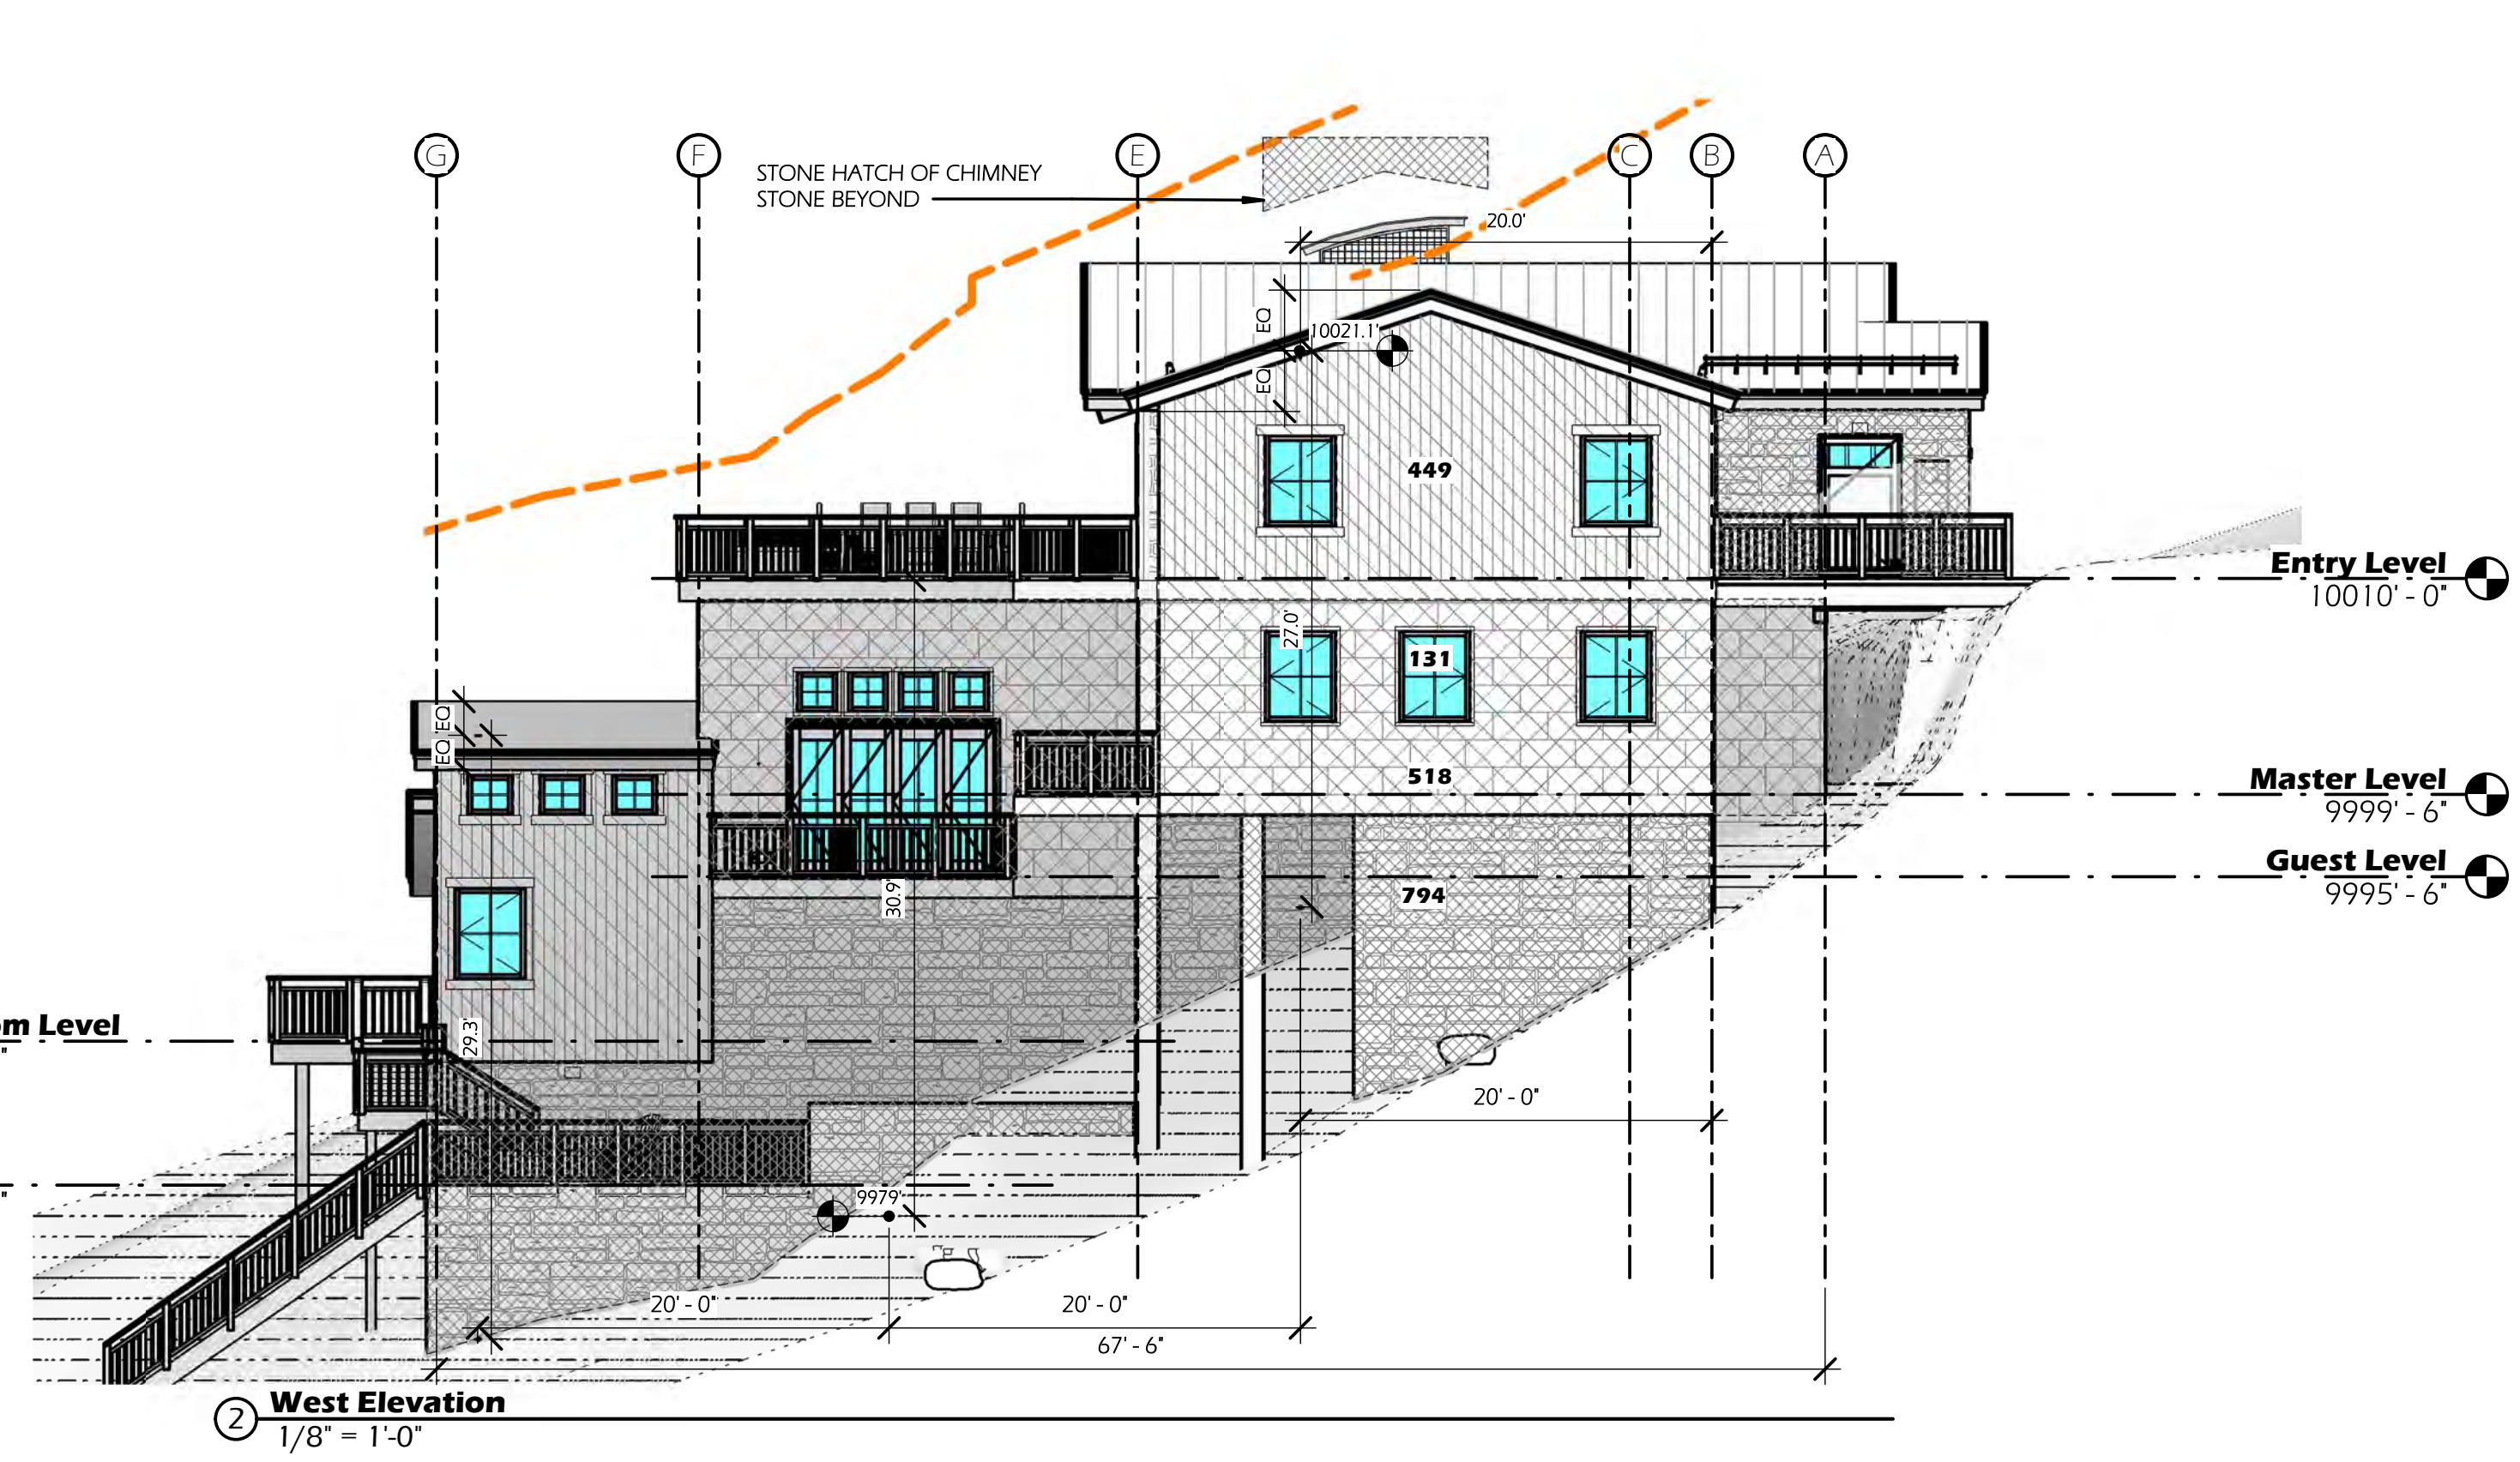 G
F
E
C
B
A
STONE HATCH OF CHIMNEY
STONE BEYOND
20.0'
EQ
10021.1'
EQ
449
Entry Level
10010' - 0"
27.0'
131
EQ
EQ
518
Master Level
9999' - 6"
Guest Level
9995' - 6"
794
30.9'
m Level
"
29.3'
20' - 0"
"
9979'
20' - 0"
20' - 0"
67' - 6"
2
West Elevation
1/8" = 1'-0"